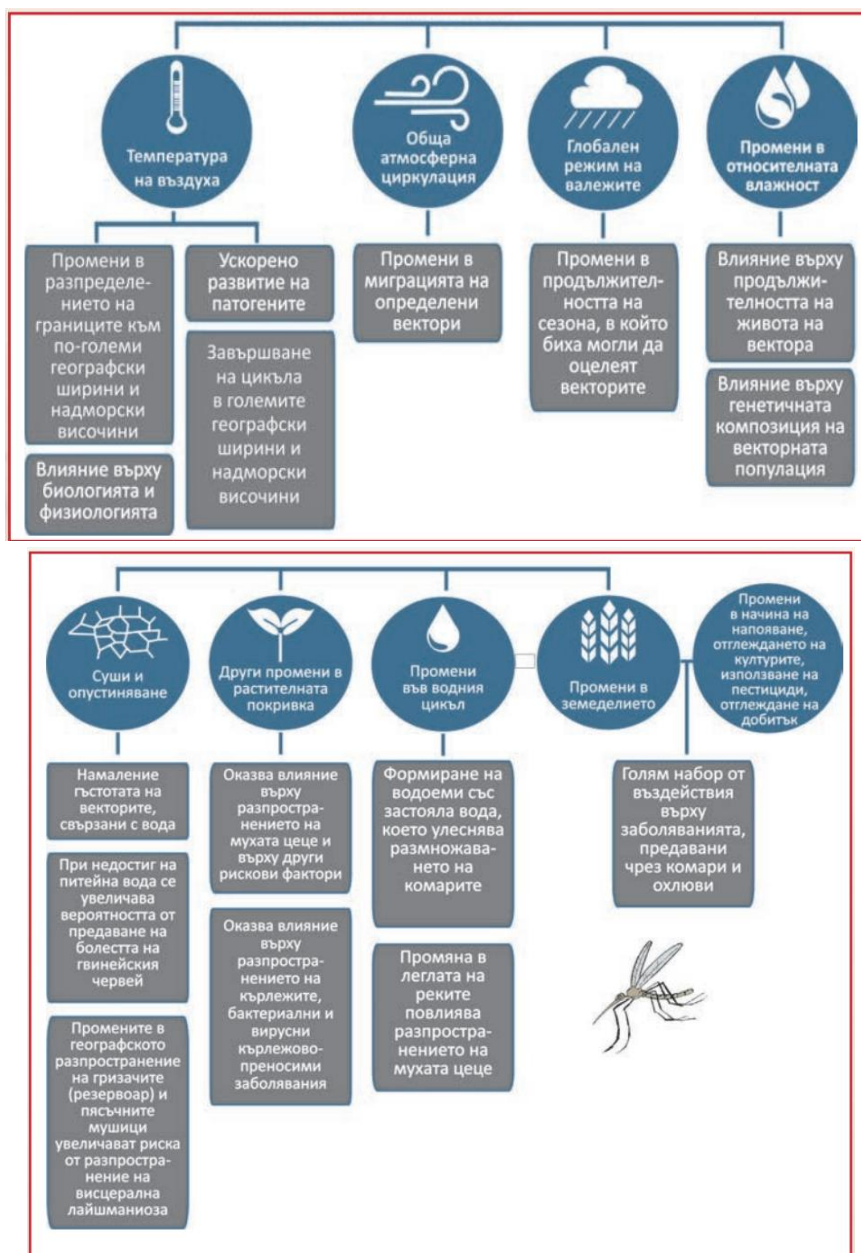 Температура
на въздуха
Обща
атмосферна
циркулация
Глобален
режим на
валежите
Промени в
относителната
влажност
Промени в
разпределе-
нието на
границите към
по-големи
географски
ширини и
надморски
височини
Влияние върху
биологията и
физиологията
Ускорено
развитие на
патогените
Завършване
на цикъла
в големите
географски
ширини и
надморски
височини
Промени в
миграцията на
определени
вектори
Промени в
продължител-
ността на
сезона, в който
биха могли да
оцелеят
векторите
Влияние върху
продължи-
телността на
живота на
вектора
Влияние върху
генетичната
композиция на
векторната
популация
Суши и
опустиняване
Други промени в
растителната
покривка
Промени
във водния
цикъл
Промени в
земеделието
Промени
в начина на
напояване,
отглеждането на
културите,
използване на
пестициди,
отглеждане на
добитък
Намаление
гъстотата на
векторите,
свързани с вода
При недостиг на
питейна вода се
увеличава
вероятността от
предаване на
болестта на
гвинейския
червей
Промените в
географското
разпространение
на гризачите
(резервоар) и
пясъчните
мушици
увеличават риска
от разпростра-
нение на
висцерална
лайшманиоза
Оказва влияние
върху
разпростра-
нението на
мухата цеце и
върху други
рискови фактори
Оказва влияние
върху
разпростра-
нението на
кърлежите,
бактериални и
вирусни
кърлежово-
преносими
заболявания
Формиране на
водоеми със
застояла вода,
което улеснява
размножава-
нето на
комарите
Промяна в
леглата на
реките
повлиява
разпростра-
нението на
мухата цеце
Голям набор от
въздействия
върху
заболяванията,
предавани
чрез комари и
охлюви